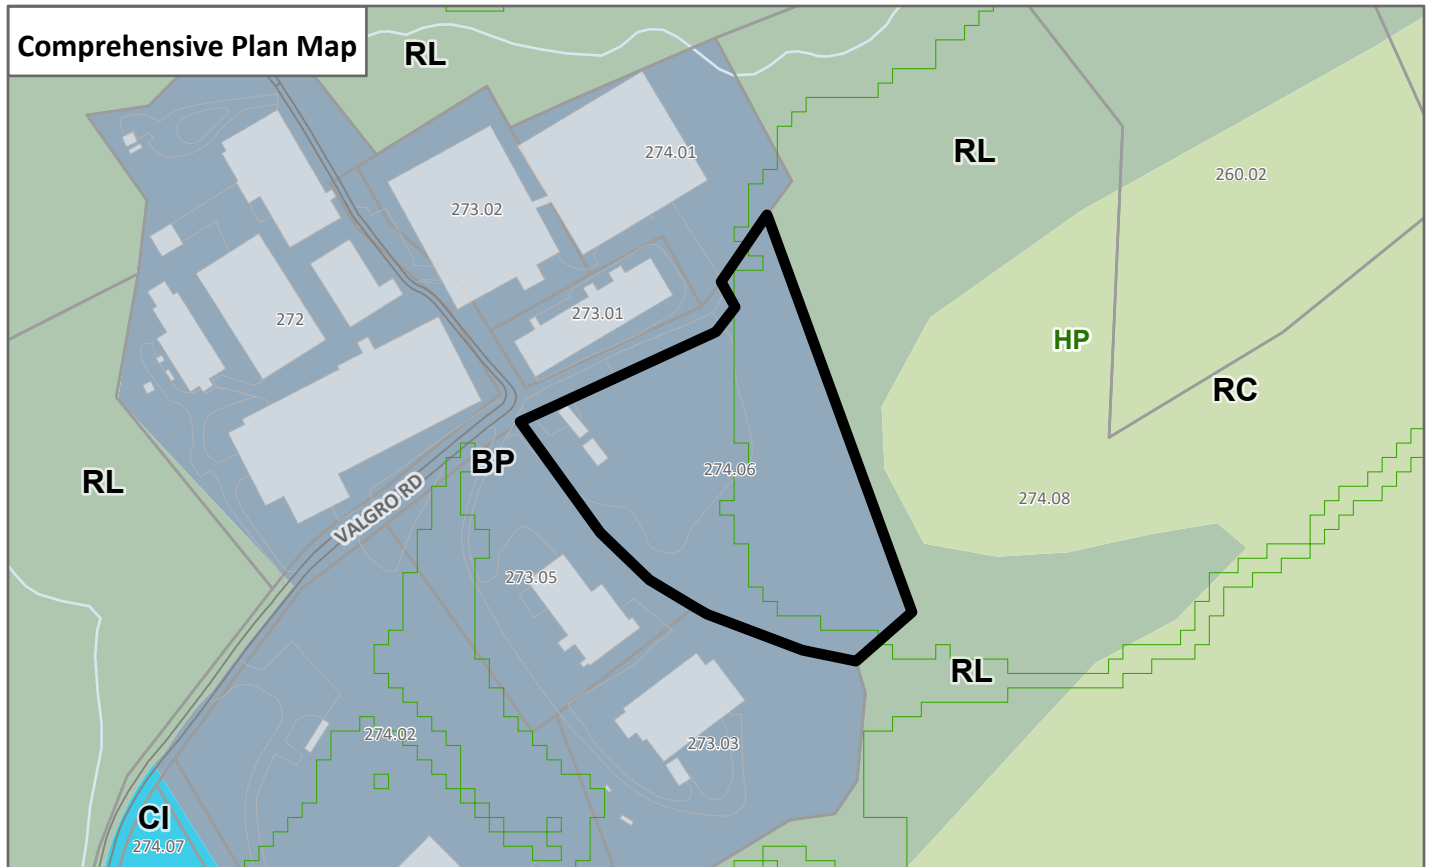 Comprehensive Plan Map
RL
274.01
RL
260.02
273.02
273.01
272
HP
RC
BP
274.06
RL
274.08
VALGRO RD
273.05
RL
274.02
273.03
CI
274.07